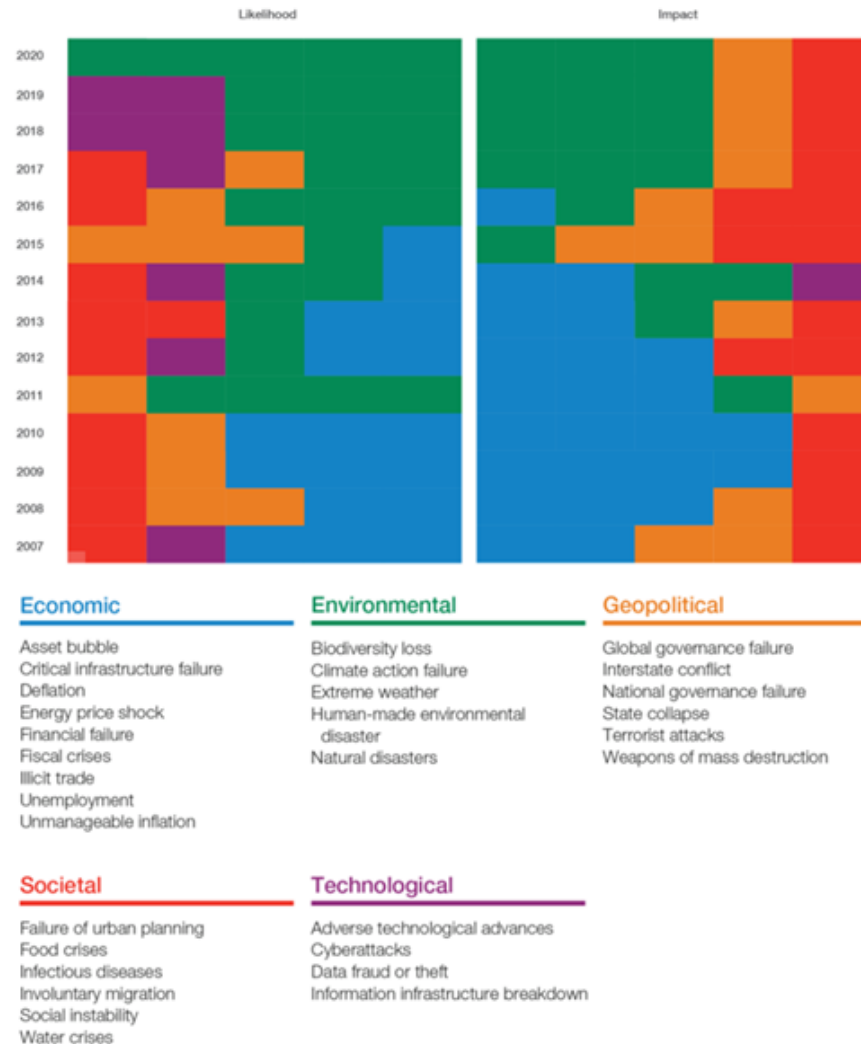 Likelihood
Impact
2020
2019
2018
2017
2016
2015
2014
2013
2012
2011
2010
2009
2008
2007
Economic
Asset bubble
Critical infrastructure failure
Deflation
Energy price shock
Financial failure
Fiscal crises
Illicit trade
Unemployment
Unmanageable inflation
Environmental
Biodiversity loss
Climate action failure
Extreme weather
Human-made environmental
disaster
Natural disasters
Geopolitical
Global governance failure
Interstate conflict
National governance failure
State collapse
Terrorist attacks
Weapons of mass destruction
Societal
Failure of urban planning
Food crises
Infectious diseases
Involuntary migration
Social instability
Water crises
Technological
Adverse technological advances
Cyberattacks
Data fraud or theft
Information infrastructure breakdown